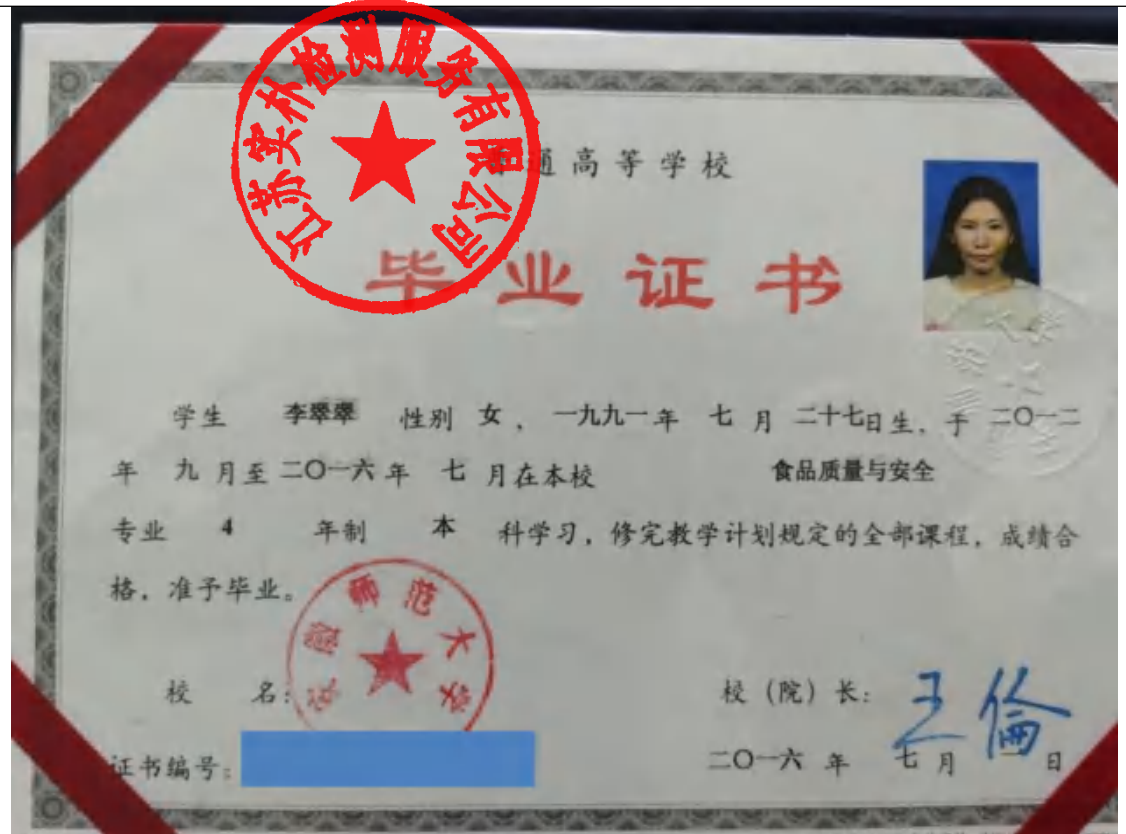 江苏实朴检测服务有限公司
通高等学校
毕业证书
学生 李翠翠 性别 女，一九九一年 七 月 二十七日生，于 二〇一二
年 九 月至 二〇一六 年 七 月在本校 食品质量与安全
专业 4 年制 本 科学习，修完教学计划规定的全部课程，成绩合
格，准予毕业。
师范大学
校 名：
校（院）长：
王倫
证书编号：
二〇一六 年 七 月 日